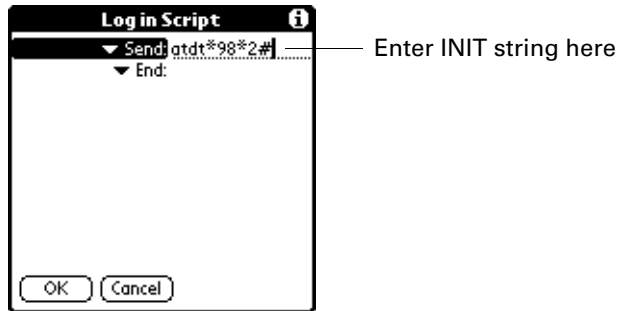 Log in Script
Send: atdt*98*2#
Enter INIT string here
End:
OK
Cancel